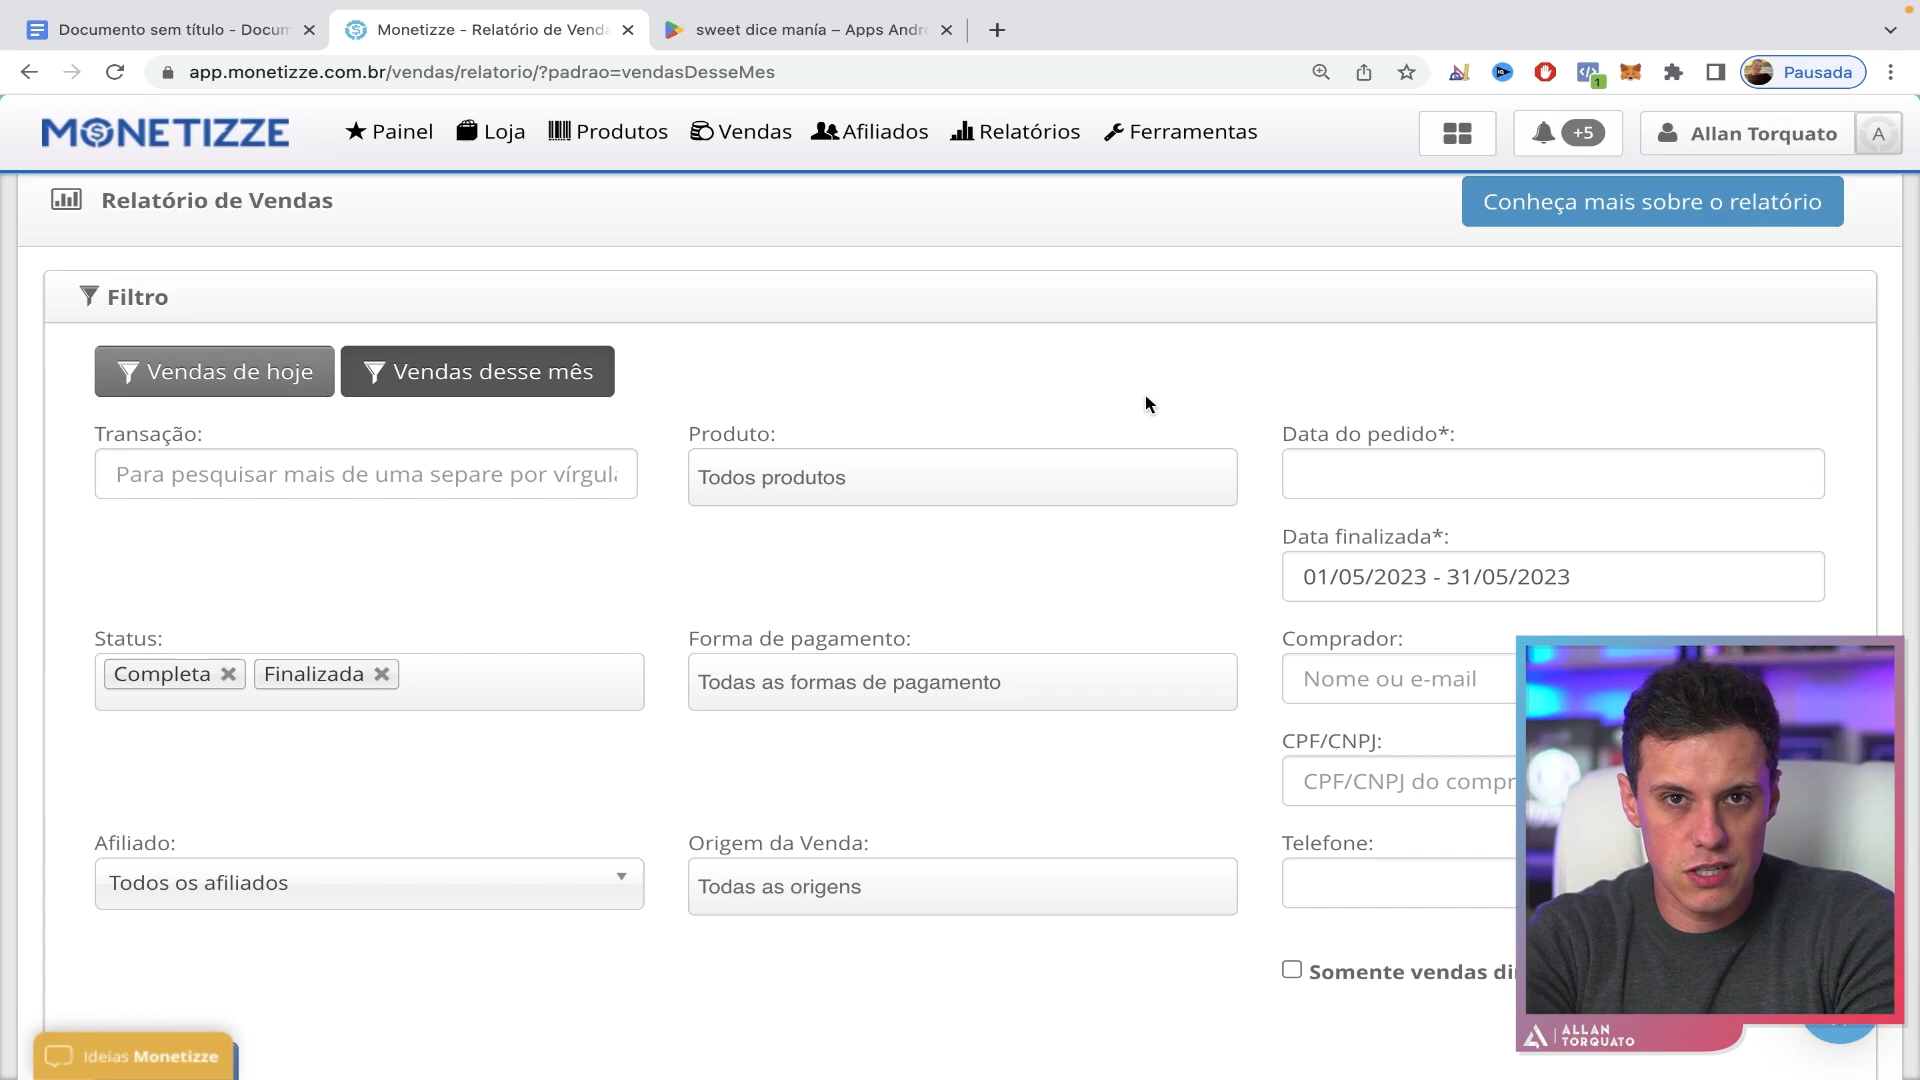 Documento sem título - Docum
Monetizze - Relatório de Venda
sweet dice manía – Apps Andro
app.monetizze.com.br/vendas/relatorio/?padrao=vendasDesseMes
1
Pausada
MONETIZZE
Painel
Loja
Produtos
Vendas
Afiliados
Relatórios
Ferramentas
+5
Allan Torquato
A
Relatório de Vendas
Conheça mais sobre o relatório
Filtro
Vendas de hoje
Vendas desse mês
Transação:
Produto:
Data do pedido*:
Para pesquisar mais de uma separe por vírgula
Todos produtos
Data finalizada*:
01/05/2023 - 31/05/2023
Status:
Forma de pagamento:
Comprador:
Completa
Finalizada
Todas as formas de pagamento
Nome ou e-mail
CPF/CNPJ:
CPF/CNPJ do compr
Afiliado:
Origem da Venda:
Telefone:
Todos os afiliados
Todas as origens
Somente vendas di
Ideias Monetizze
ALLAN
TORQUATO